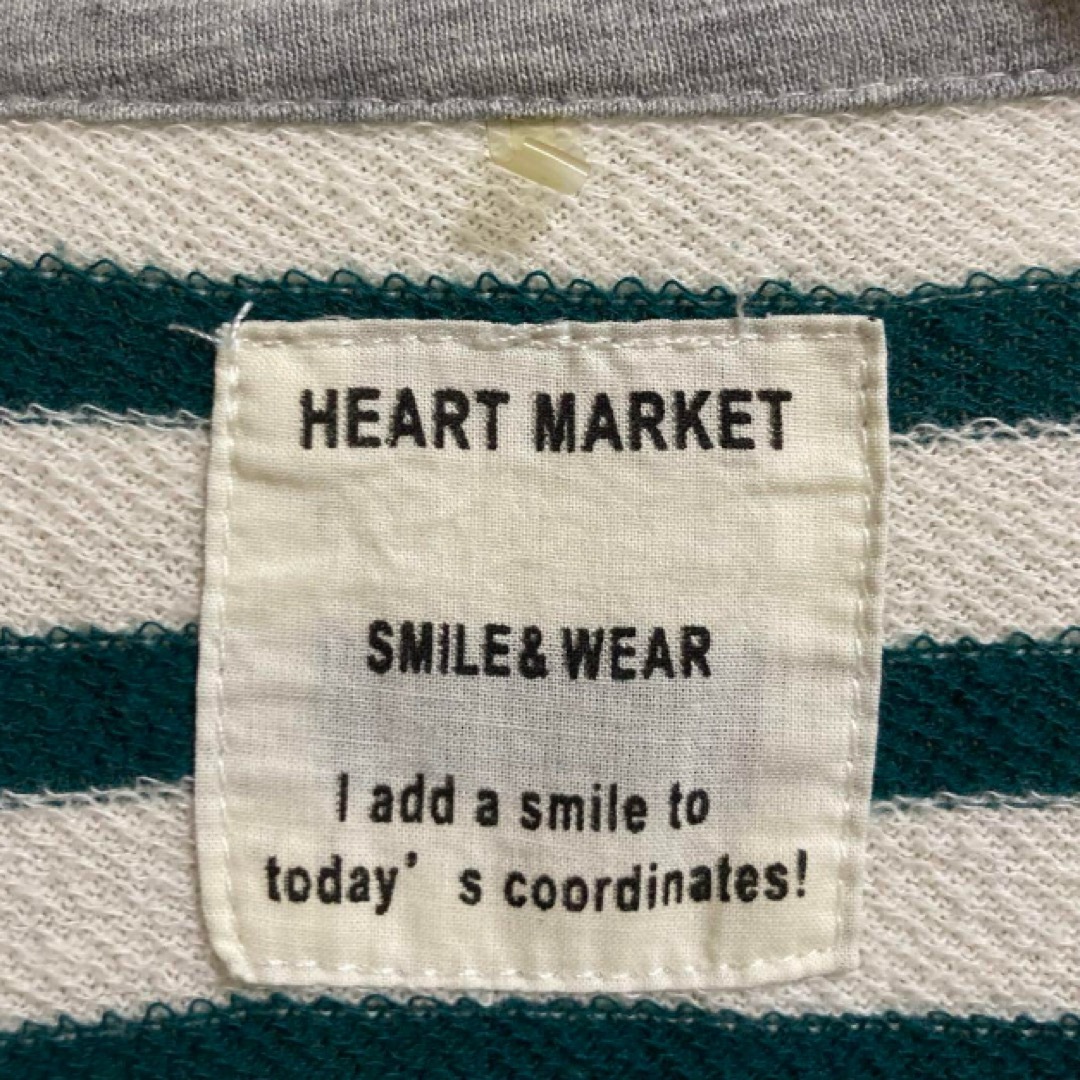 HEART MARKET
SMILE& WEAR
I add a smile to
today’ s coordinates!